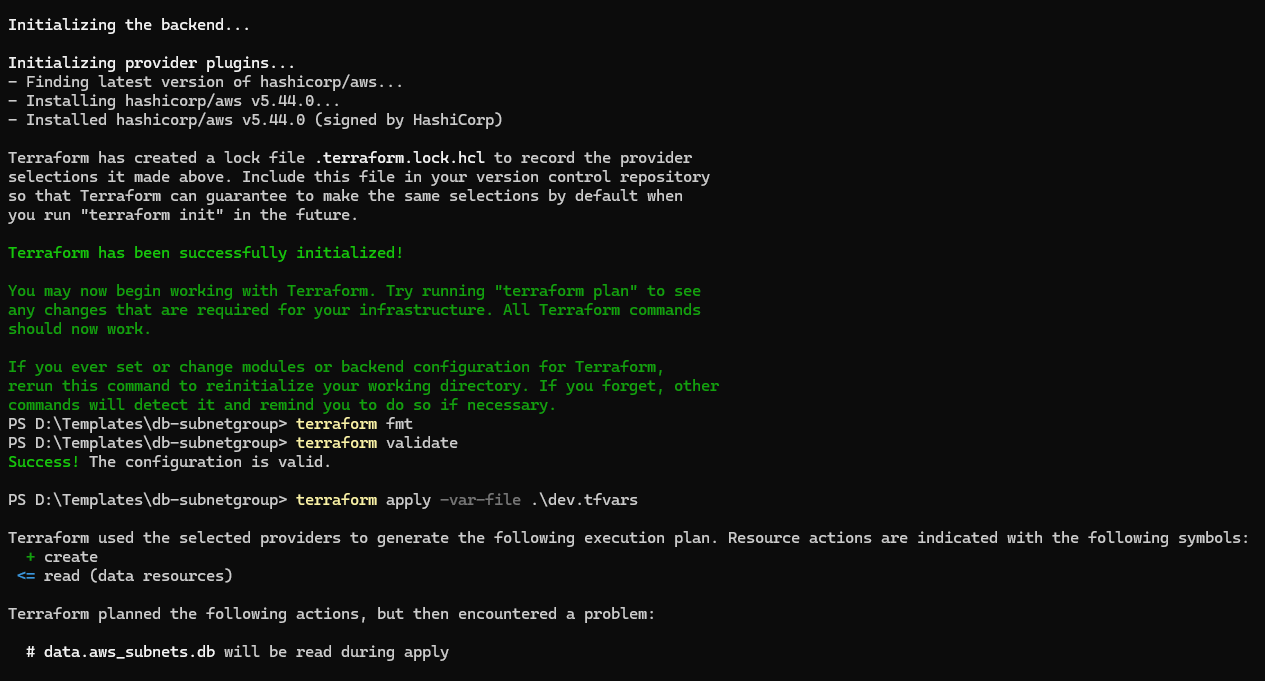 Initializing the backend...
Initializing provider plugins...
- Finding latest version of hashicorp/aws...
- Installing hashicorp/aws v5.44.0...
- Installed hashicorp/aws v5.44.0 (signed by HashiCorp)
Terraform has created a lock file .terraform.lock.hcl to record the provider
selections it made above. Include this file in your version control repository
so that Terraform can guarantee to make the same selections by default when
you run "terraform init" in the future.
Terraform has been successfully initialized!
You may now begin working with Terraform. Try running "terraform plan" to see
any changes that are required for your infrastructure. All Terraform commands
should now work.
If you ever set or change modules or backend configuration for Terraform,
rerun this command to reinitialize your working directory. If you forget, other
commands will detect it and remind you to do so if necessary.
PS D:\Templates\db-subnetgroup> terraform fmt
PS D:\Templates\db-subnetgroup> terraform validate
Success! The configuration is valid.
PS D:\Templates\db-subnetgroup> terraform apply -var-file .\dev.tfvars
Terraform used the selected providers to generate the following execution plan. Resource actions are indicated with the following symbols:
+ create
<= read (data resources)
Terraform planned the following actions, but then encountered a problem:
# data.aws_subnets.db will be read during apply